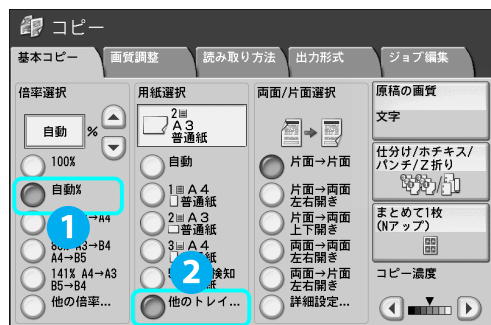 コピー
基本コピー
画質調整
読み取り方法
出力形式
ジョブ編集
倍率選択
自動 %
100%
自動%
→A4
→B4
A4→B5
141% A4→A3
B5→B4
他の倍率...
1
用紙選択
2
A3
普通紙
自動
1 A4
普通紙
2 A3
普通紙
3 A4
紙
検知
紙
他のトレイ...
2
両面/片面選択
片面→片面
片面→両面
左右開き
片面→両面
上下開き
両面→両面
左右開き
両面→片面
左右開き
詳細設定...
原稿の画質
文字
仕分け/ホチキス/
パンチ/Z折り
まとめて1枚
(Nアップ)
コピー濃度